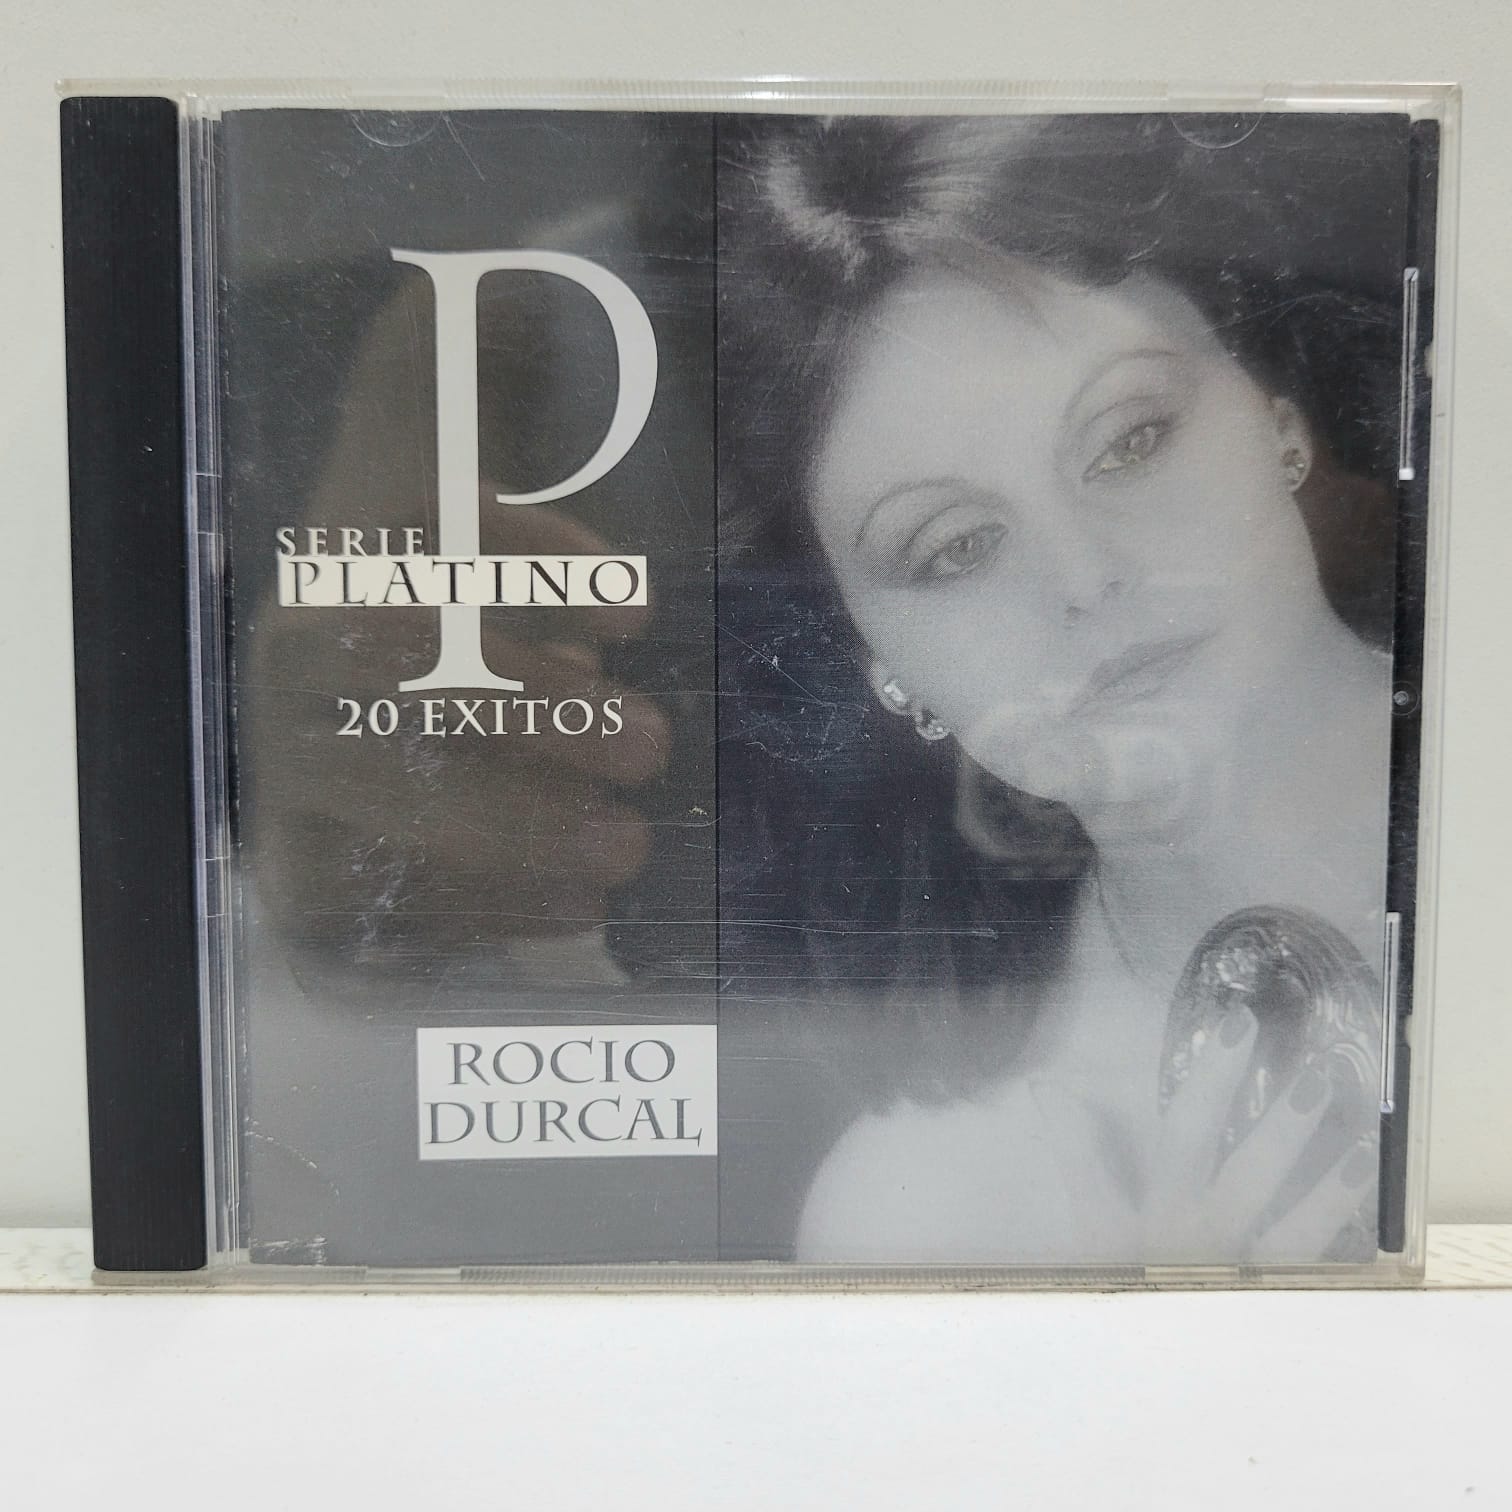 P
SERIE
PLATINO
20 EXITOS
ROCIO
DURCAL